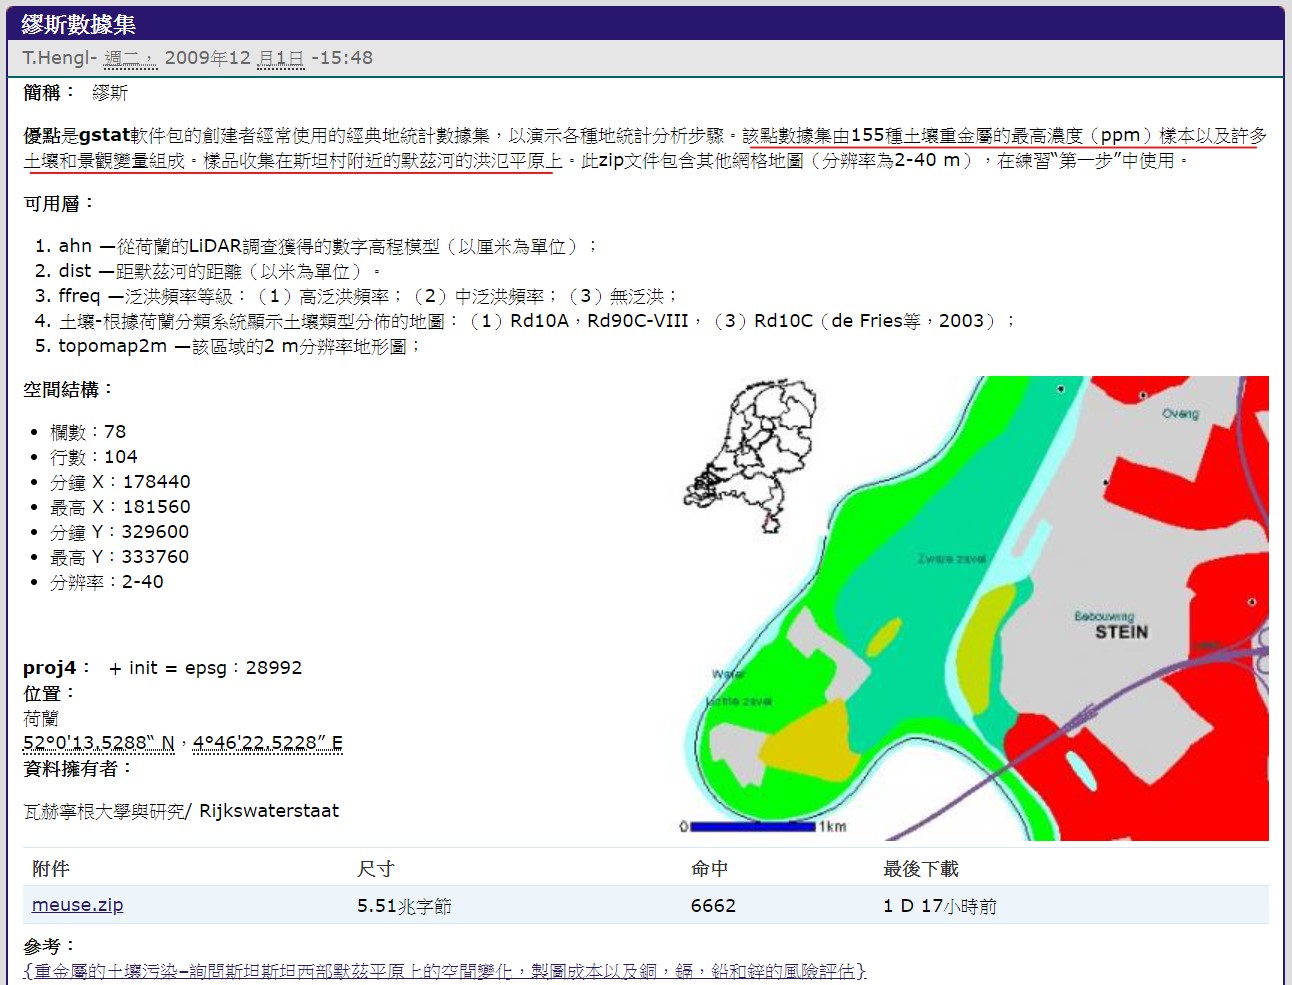 繆斯數據集
T.Hengl- 週二， 2009年12 月1日 -15:48
簡稱： 繆斯
優點是gstat軟件包的創建者經常使用的經典地統計數據集，以演示各種地統計分析步驟。該點數據集由155種土壤重金屬的最高濃度（ppm）樣本以及許多
土壤和景觀變量組成。樣品收集在斯坦村附近的默茲河的洪氾平原上。此zip文件包含其他網格地圖（分辨率為2-40 m），在練習“第一步”中使用。
可用層：
1. ahn —從荷蘭的LiDAR調查獲得的數字高程模型（以厘米為單位）；
2. dist —距默茲河的距離（以米為單位）。
3. ffreq —泛洪頻率等級：（1）高泛洪頻率；（2）中泛洪頻率；（3）無泛洪；
4. 土壤-根據荷蘭分類系統顯示土壤類型分佈的地圖：（1）Rd10A，Rd90C-VIII，（3）Rd10C（de Fries等，2003）；
5. topomap2m —該區域的2 m分辨率地形圖；
空間結構：
• 欄數：78
• 行數：104
• 分鐘 X：178440
• 最高 X：181560
• 分鐘 Y：329600
• 最高 Y：333760
• 分辨率：2-40
Overig
Zware zavel
Bebouwing
STEIN
Water
Lichte zavel
0 1km
proj4： + init = epsg：28992
位置：
荷蘭
52°0'13.5288“ N，4°46'22.5228” E
資料擁有者：
瓦赫寧根大學與研究/ Rijkswaterstaat
附件 尺寸 命中 最後下載
meuse.zip 5.51兆字節 6662 1 D 17小時前
參考：
{重金屬的土壤污染–詢問斯坦斯坦西部默茲平原上的空間變化，製圖成本以及銅，鎘，鉛和鋅的風險評估}